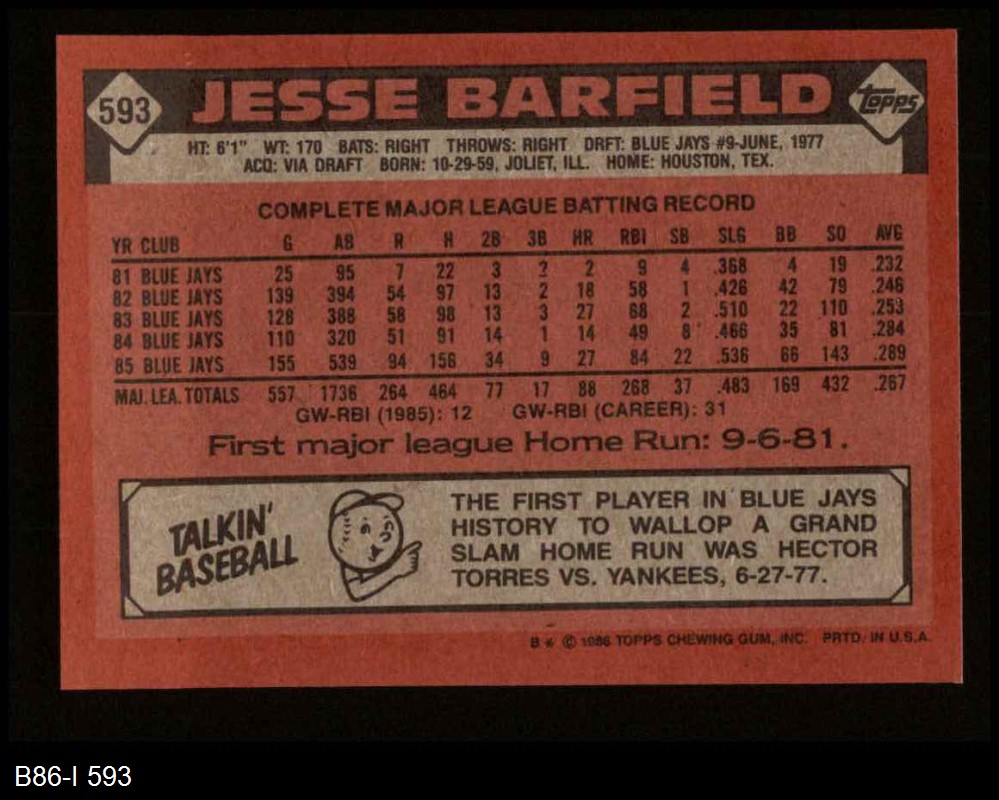 593 JESSE BARFIELD topps
HT: 6'1" WT: 170 BATS: RIGHT THROWS: RIGHT DRFT: BLUE JAYS #9-JUNE, 1977
ACQ: VIA DRAFT BORN: 10-29-59, JOLIET, ILL. HOME: HOUSTON, TEX.
COMPLETE MAJOR LEAGUE BATTING RECORD
YR CLUB G AB R H 2B 3B HR RBI SB SLG BB SO AVG
81 BLUE JAYS 25 95 7 22 3 2 2 9 4 .368 4 19 .232
82 BLUE JAYS 139 394 54 97 13 2 18 58 1 .426 42 79 .246
83 BLUE JAYS 128 388 58 98 13 3 27 68 2 .510 22 110 .253
84 BLUE JAYS 110 320 51 91 14 1 14 49 8 .466 35 81 .284
85 BLUE JAYS 155 539 94 156 34 9 27 84 22 .536 66 143 .289
MAJ. LEA. TOTALS 557 1736 264 464 77 17 88 268 37 .483 169 432 .267
GW-RBI (1985): 12 GW-RBI (CAREER): 31
First major league Home Run: 9-6-81.
TALKIN'
BASEBALL
THE FIRST PLAYER IN BLUE JAYS
HISTORY TO WALLOP A GRAND
SLAM HOME RUN WAS HECTOR
TORRES VS. YANKEES, 6-27-77.
B * © 1986 TOPPS CHEWING GUM, INC. PRTD. IN U.S.A.
B86-I 593